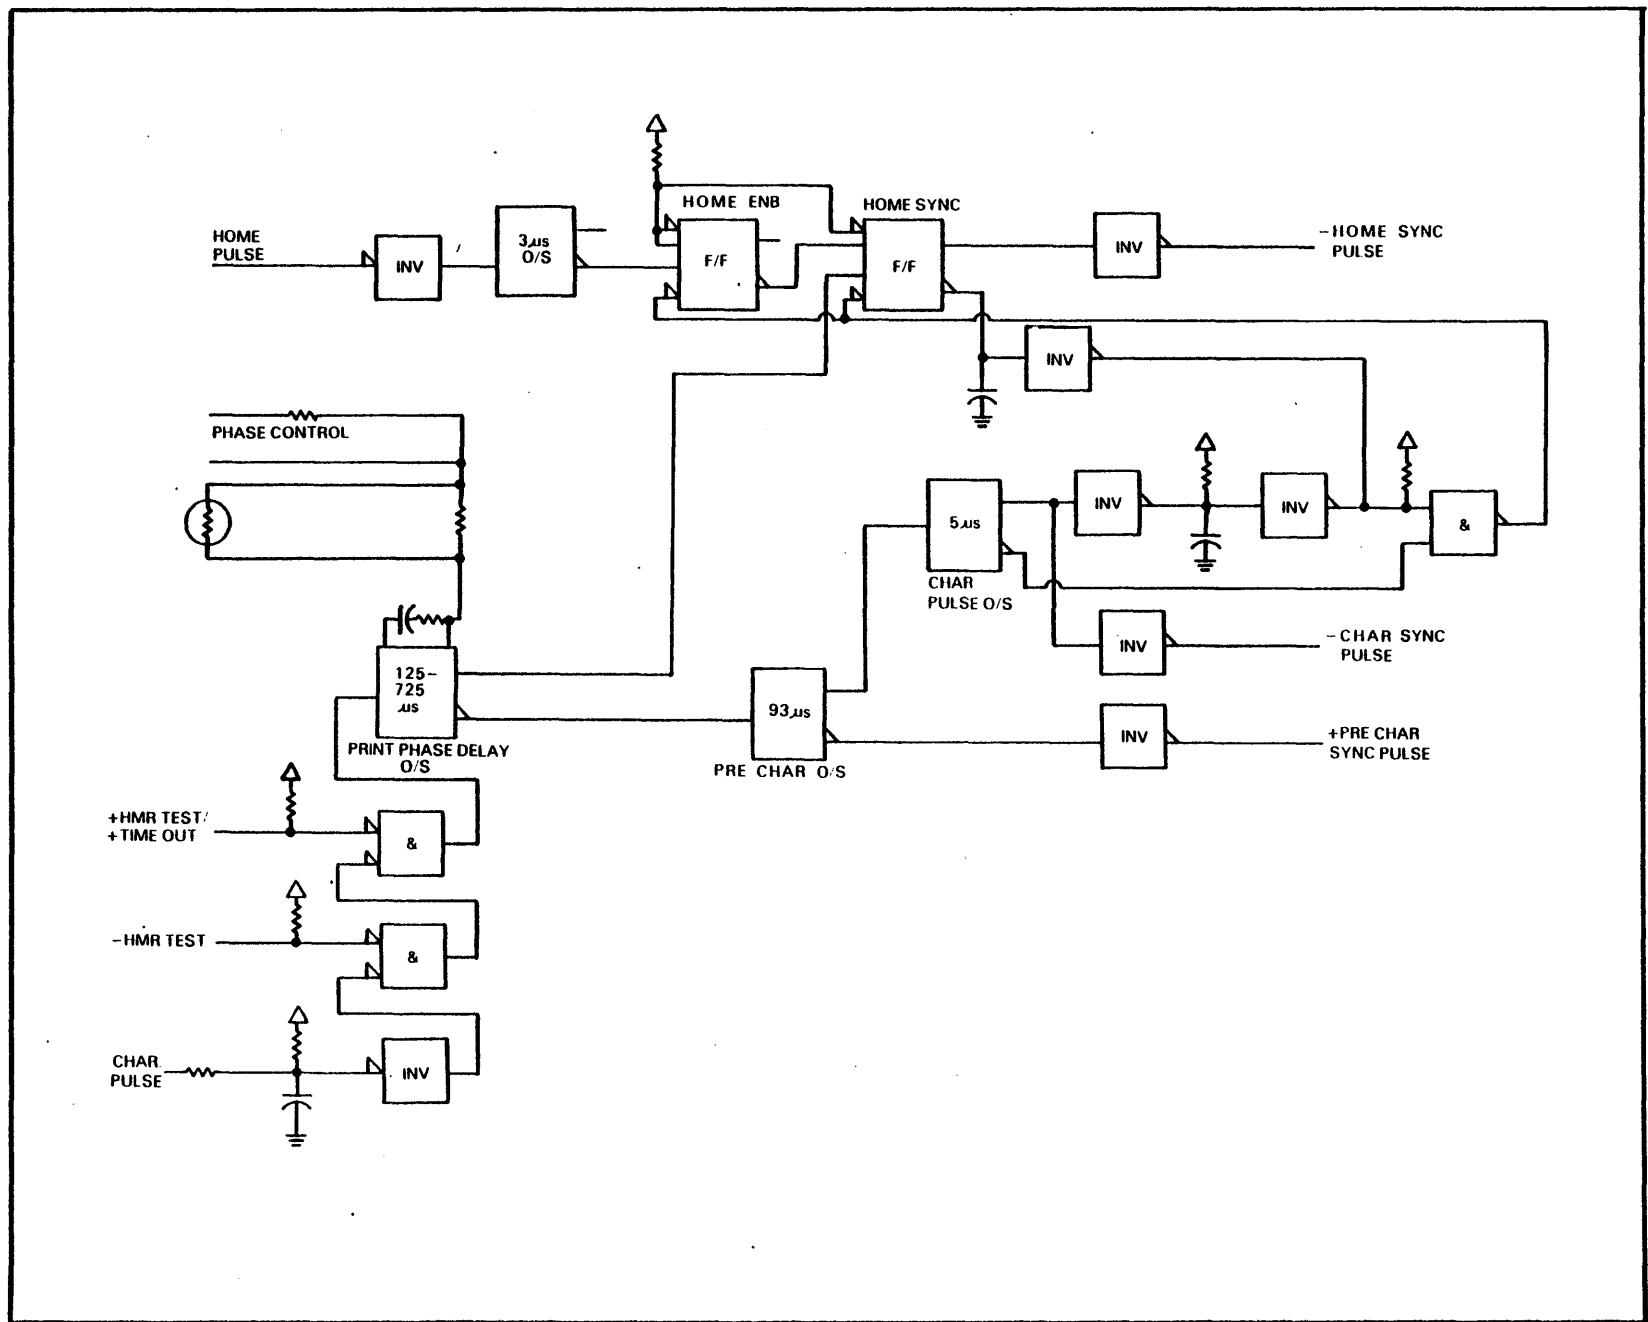 HOME ENB
HOME SYNC
HOME
PULSE
INV
3µs
O/S
F/F
F/F
INV
-HOME SYNC
PULSE
INV
PHASE CONTROL
5µs
CHAR
PULSE O/S
INV
INV
&
INV
-CHAR SYNC
PULSE
125-
725
µs
PRINT PHASE DELAY
O/S
93µs
PRE CHAR O/S
INV
+PRE CHAR
SYNC PULSE
+HMR TEST/
+TIME OUT
&
-HMR TEST
&
CHAR
PULSE
INV